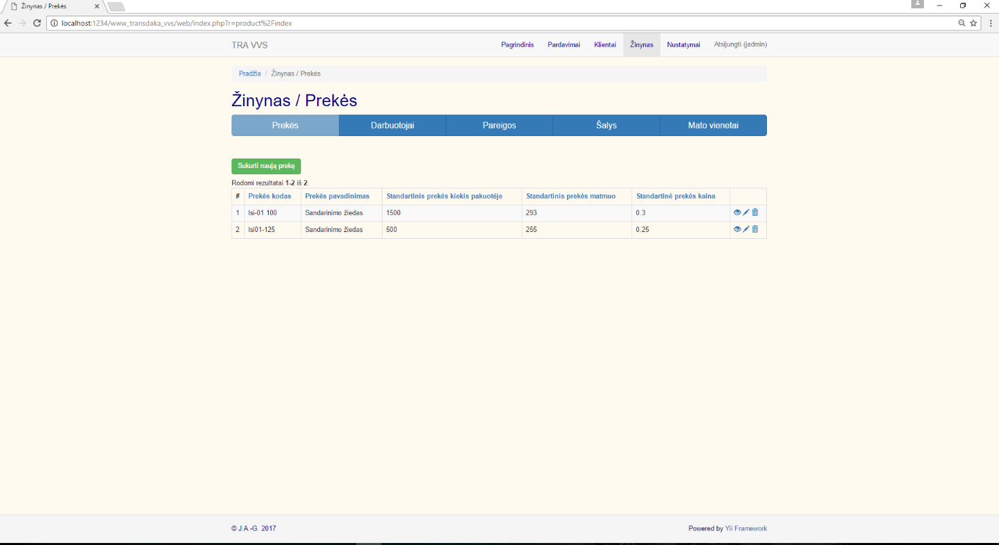 Žinynas / Prekės
localhost:1234/www_transdaka_vvs/web/index.php?r=product%2Findex
TRA VVS Pagrindinis Pardavimai Klientai Žinynas Nustatymai Atsijungti (jadmin)
Pradžia / Žinynas / Prekės
Žinynas / Prekės
Prekės Darbuotojai Pareigos Šalys Mato vienetai
Sukurti naują prekę
Rodomi rezultatai 1-2 iš 2.
# Prekės kodas Prekės pavadinimas Standartinis prekės kiekis pakuotėje Standartinis prekės matmuo Standartinė prekės kaina
1 Isi-01 100 Sandarinimo žiedas 1500 293 0.3
2 Isi01-125 Sandarinimo žiedas 500 255 0.25
© J.A.-G. 2017 Powered by Yii Framework